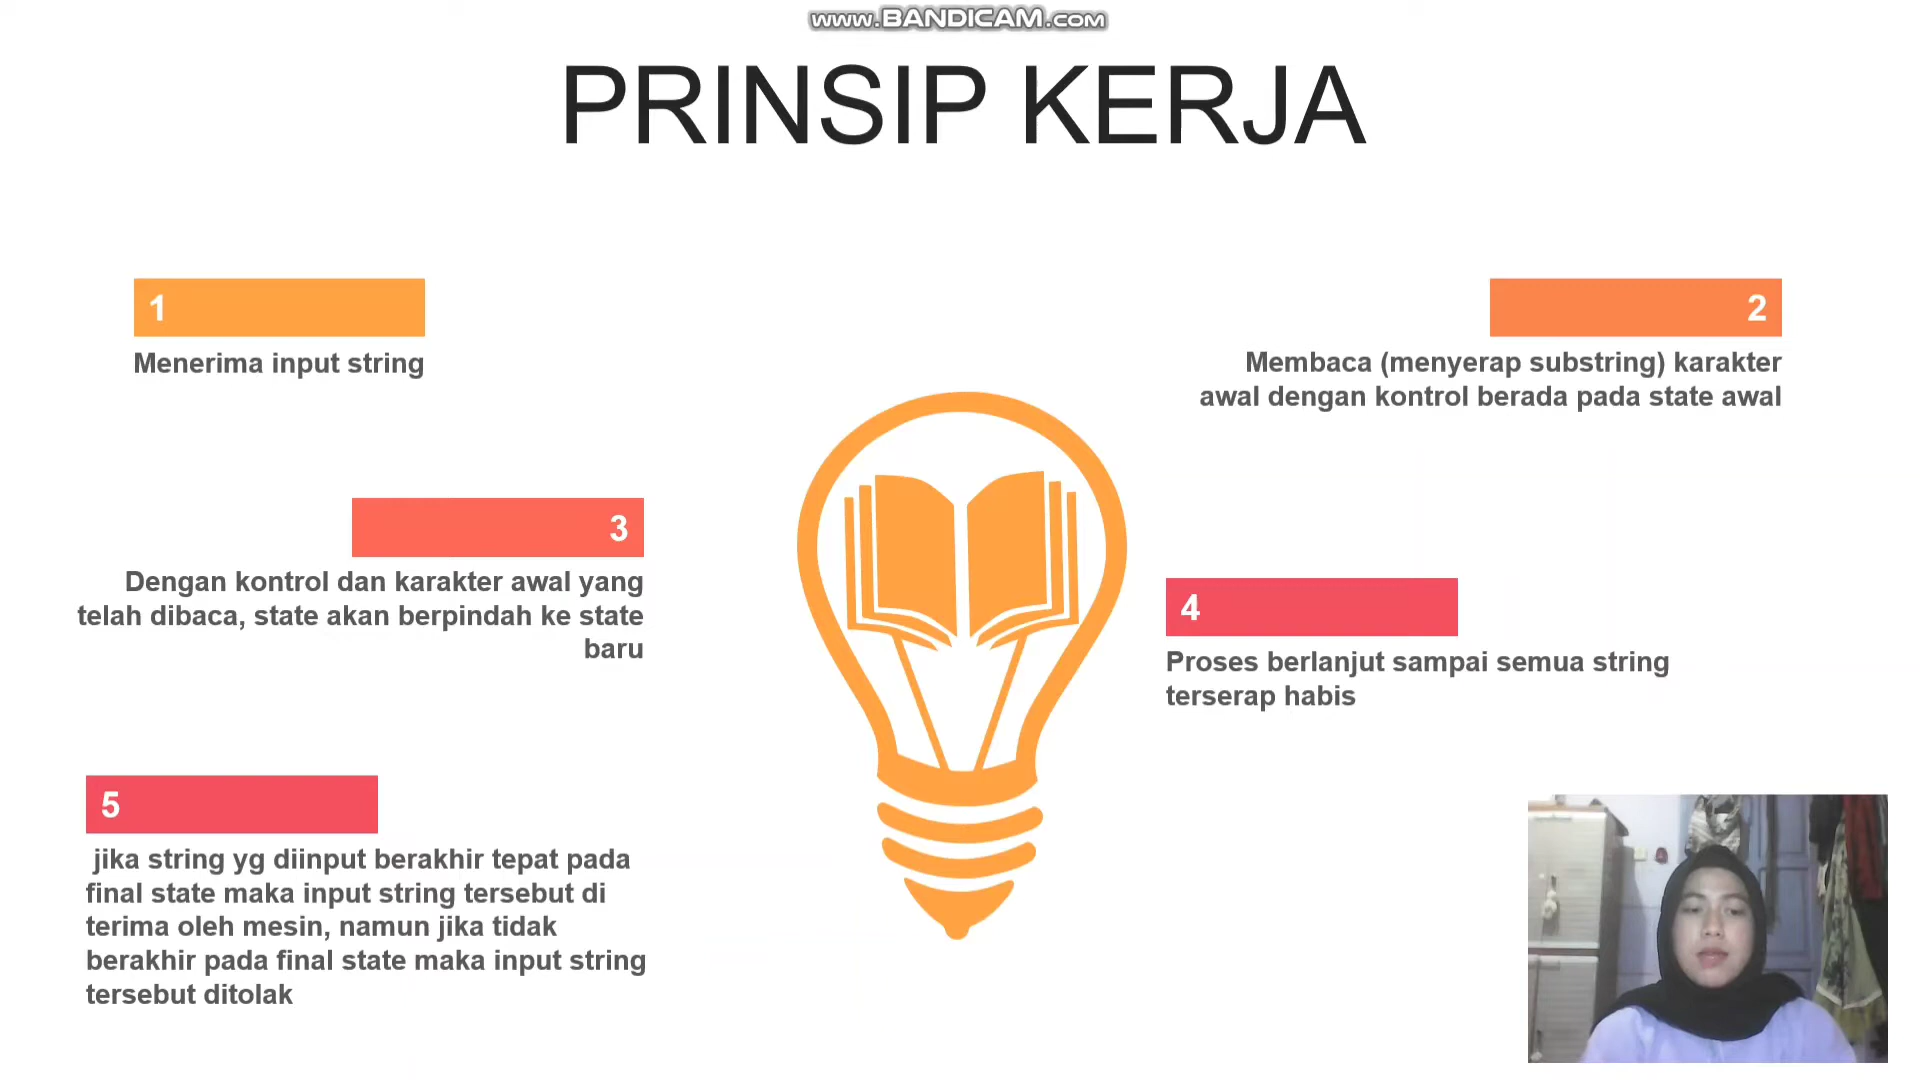 www.BANDICAM.com
PRINSIP KERJA
1
Menerima input string
2
Membaca (menyerap substring) karakter
awal dengan kontrol berada pada state awal
3
Dengan kontrol dan karakter awal yang
telah dibaca, state akan berpindah ke state
baru
4
Proses berlanjut sampai semua string
terserap habis
5
jika string yg diinput berakhir tepat pada
final state maka input string tersebut di
terima oleh mesin, namun jika tidak
berakhir pada final state maka input string
tersebut ditolak